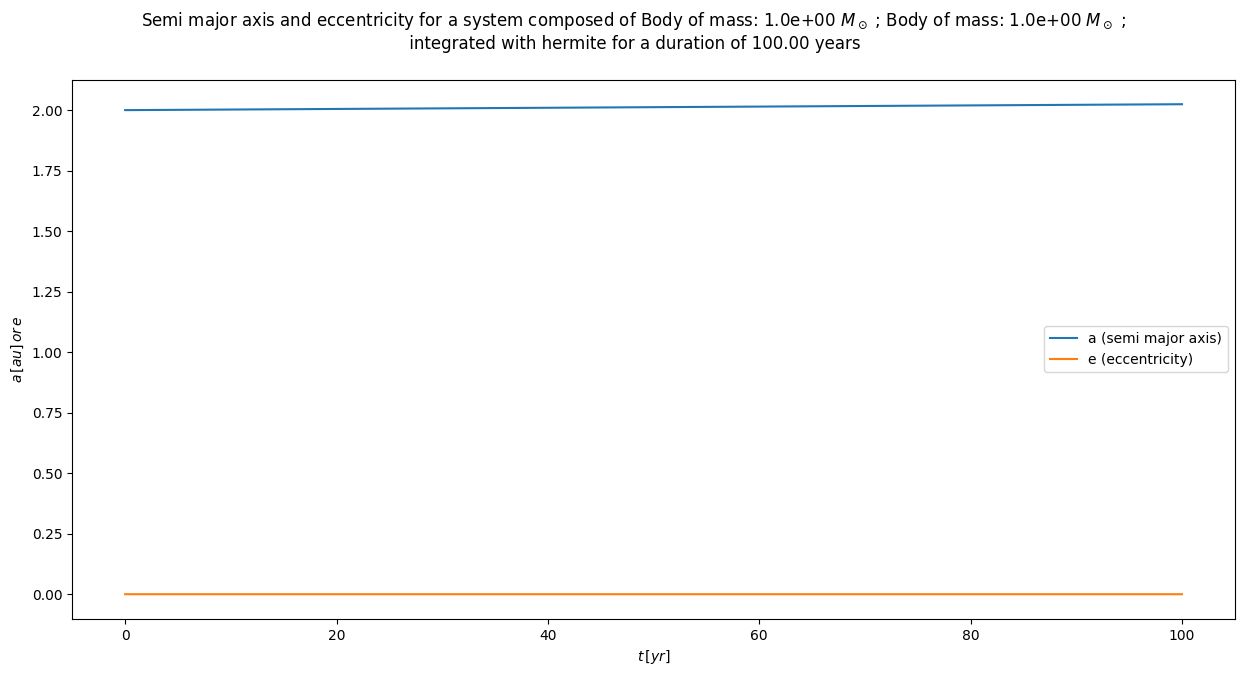 Semi major axis and eccentricity for a system composed of Body of mass: 1.0e+00 M⊙ ; Body of mass: 1.0e+00 M⊙ ;
integrated with hermite for a duration of 100.00 years
2.00
1.75
1.50
1.25
1.00
0.75
0.50
0.25
0.00
a [au] or e
a (semi major axis)
e (eccentricity)
0 20 40 60 80 100
t [yr]